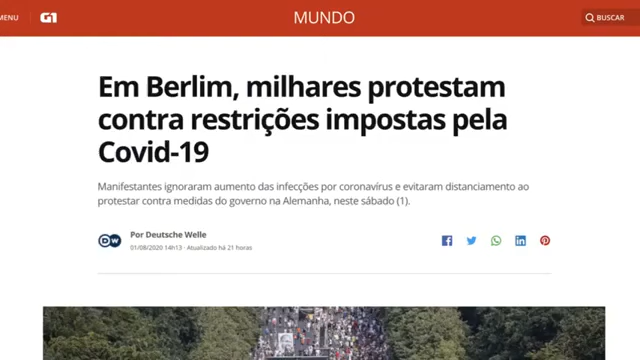 MENU
G1
MUNDO
BUSCAR
Em Berlim, milhares protestam
contra restrições impostas pela
Covid-19
Manifestantes ignoraram aumento das infecções por coronavírus e evitaram distanciamento ao
protestar contra medidas do governo na Alemanha, neste sábado (1).
DW
Por Deutsche Welle
01/08/2020 14h13 · Atualizado há 21 horas